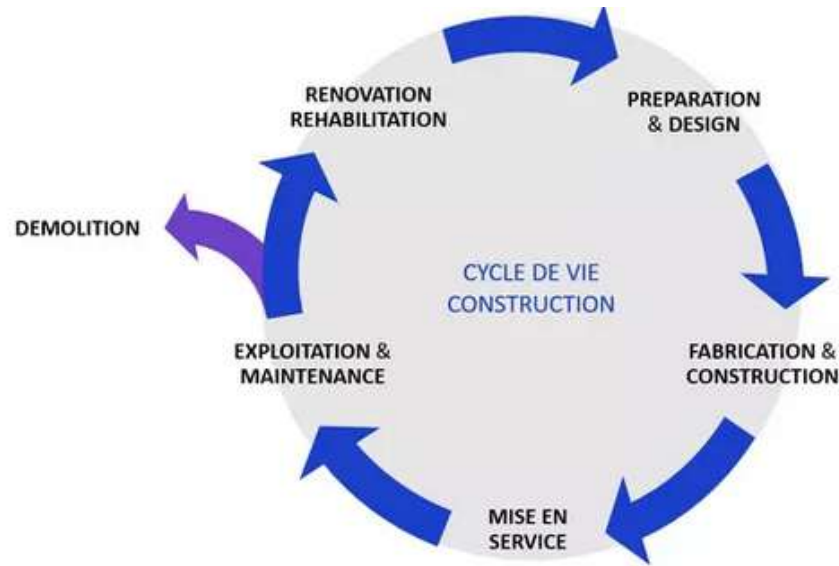 RENOVATION
REHABILITATION
PREPARATION
& DESIGN
DEMOLITION
CYCLE DE VIE
CONSTRUCTION
EXPLOITATION &
MAINTENANCE
FABRICATION &
CONSTRUCTION
MISE EN
SERVICE